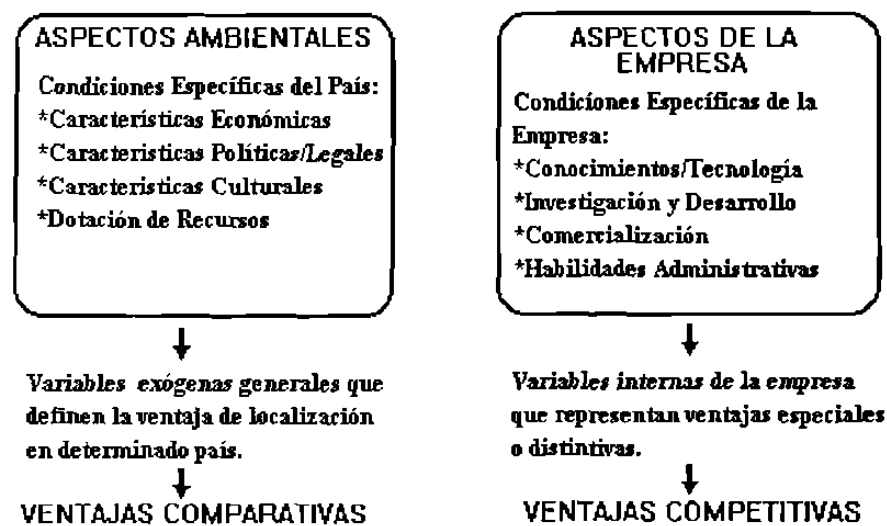 ASPECTOS AMBIENTALES
Condiciones Específicas del País:
*Características Económicas
*Características Políticas/Legales
*Características Culturales
*Dotación de Recursos
Variables exógenas generales que
definen la ventaja de localización
en determinado país.
VENTAJAS COMPARATIVAS
ASPECTOS DE LA
EMPRESA
Condiciones Específicas de la
Empresa:
*Conocimientos/Tecnología
*Investigación y Desarrollo
*Comercialización
*Habilidades Administrativas
Variables internas de la empresa
que representan ventajas especiales
o distintivas.
VENTAJAS COMPETITIVAS